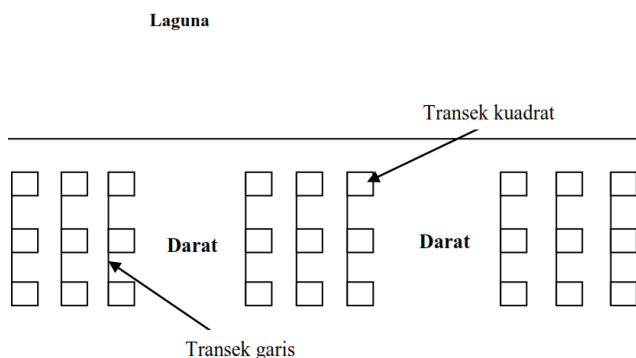 Laguna
Transek kuadrat
Darat
Darat
Transek garis